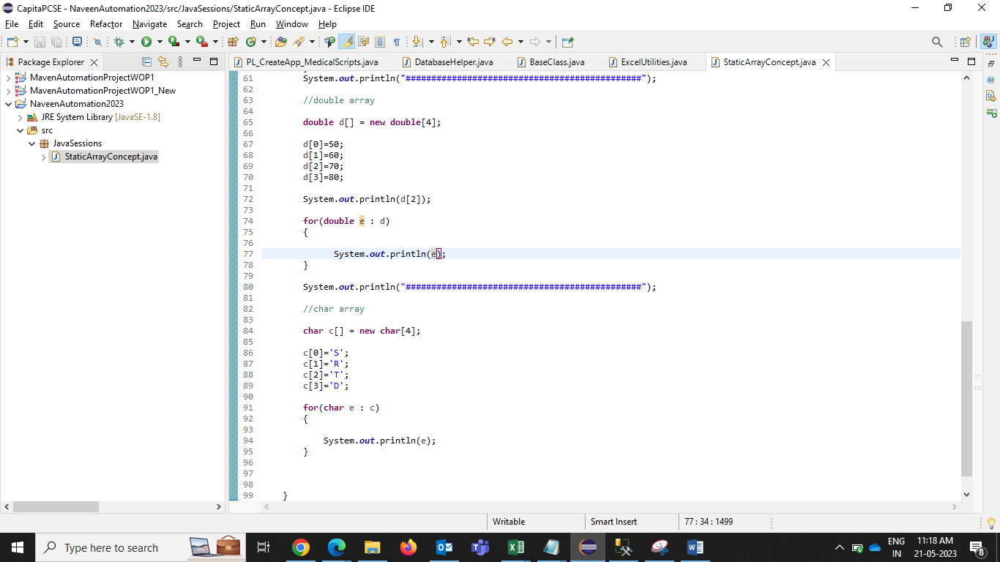 CapitaPCSE - NaveenAutomation2023/src/JavaSessions/StaticArrayConcept.java - Eclipse IDE
File Edit Source Refactor Navigate Search Project Run Window Help
Package Explorer
PL_CreateApp_MedicalScripts.java DatabaseHelper.java BaseClass.java ExcelUtilities.java StaticArrayConcept.java
MavenAutomationProjectWOP1
MavenAutomationProjectWOP1_New
NaveenAutomation2023
JRE System Library [JavaSE-1.8]
src
JavaSessions
StaticArrayConcept.java
61 System.out.println("##############################################");
62
63 //double array
64
65 double d[] = new double[4];
66
67 d[0]=50;
68 d[1]=60;
69 d[2]=70;
70 d[3]=80;
71
72 System.out.println(d[2]);
73
74 for(double e : d)
75 {
76
77 System.out.println(e);
78 }
79
80 System.out.println("##############################################");
81
82 //char array
83
84 char c[] = new char[4];
85
86 c[0]='S';
87 c[1]='R';
88 c[2]='T';
89 c[3]='D';
90
91 for(char e : c)
92 {
93
94 System.out.println(e);
95 }
96
97
98
99 }
Writable Smart Insert 77 : 34 : 1499
Type here to search
ENG
IN
11:18 AM
21-05-2023
8